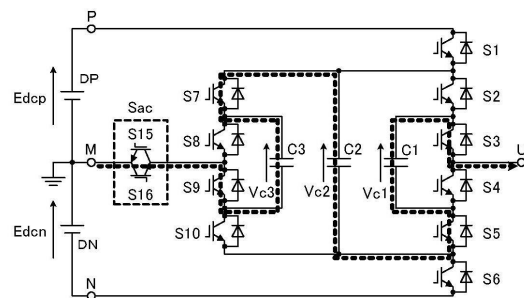 P
S1
Edcp
DP
Sac
S7
S2
S15
S8
C3
C2
C1
S3
M
U
S16
S9
Vc3
Vc2
Vc1
S4
Edcn
DN
S10
S5
S6
N